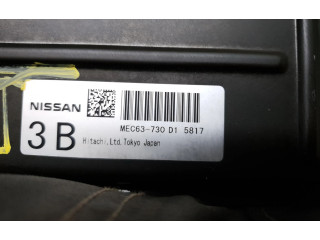 NISSAN
MEC63-730 D1 5817
3B
Hitachi,Ltd.Tokyo Japan